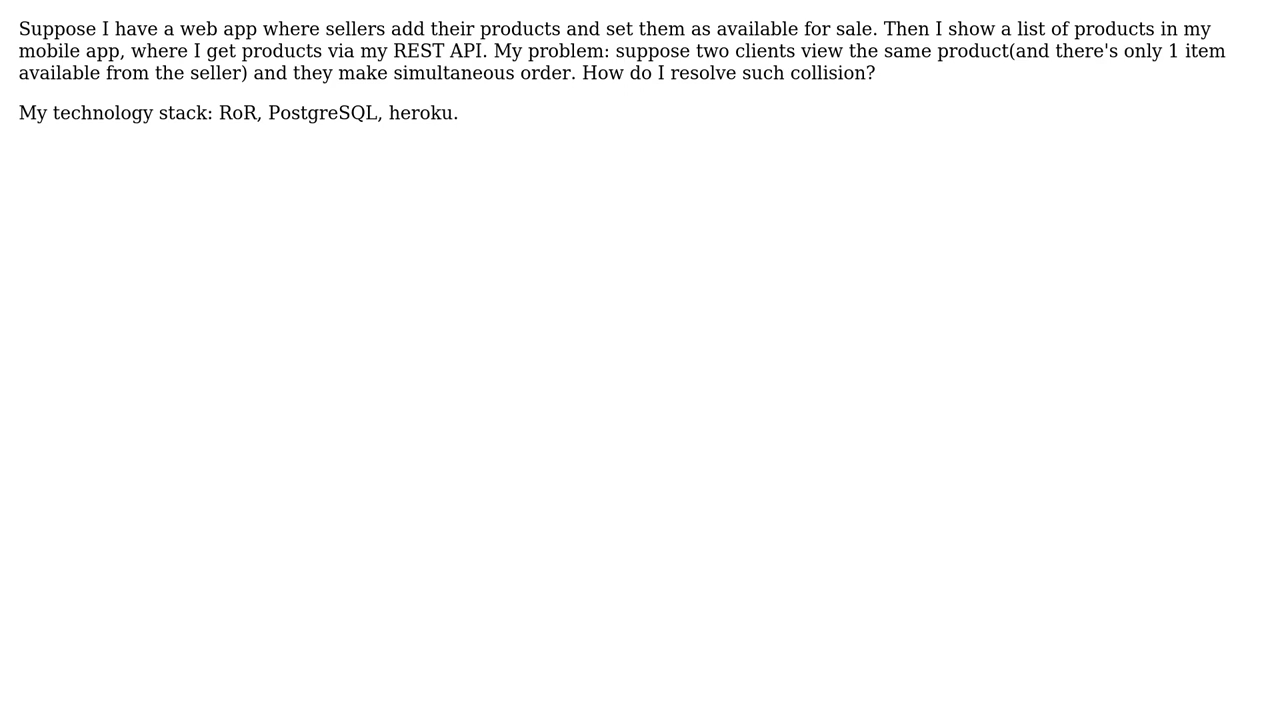 Suppose I have a web app where sellers add their products and set them as available for sale. Then I show a list of products in my
mobile app, where I get products via my REST API. My problem: suppose two clients view the same product(and there's only 1 item
available from the seller) and they make simultaneous order. How do I resolve such collision?
My technology stack: RoR, PostgreSQL, heroku.